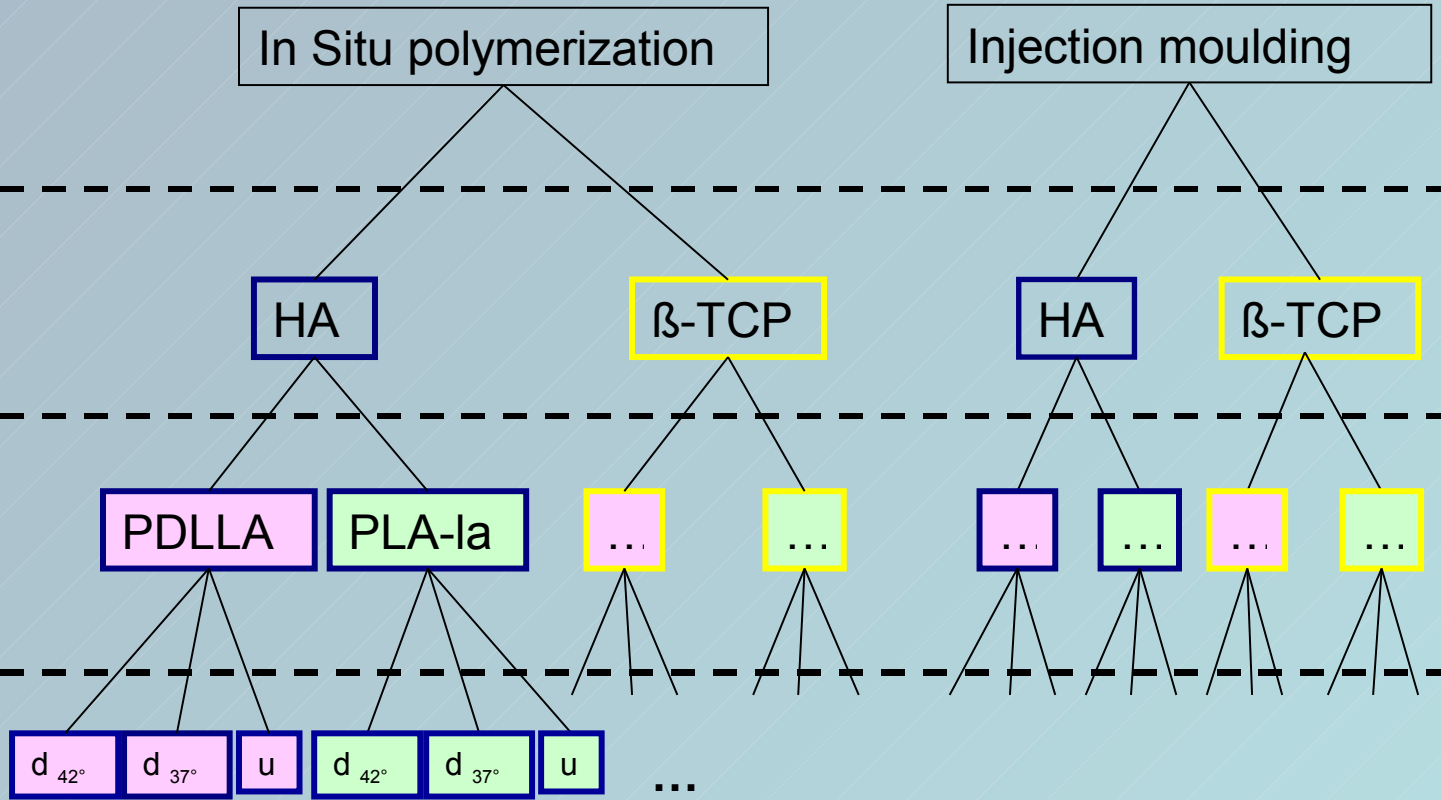 In Situ polymerization
Injection moulding
HA
ß-TCP
HA
ß-TCP
PDLLA
PLA-la
...
...
...
...
...
...
d 42°
d 37°
u
d 42°
d 37°
u
...